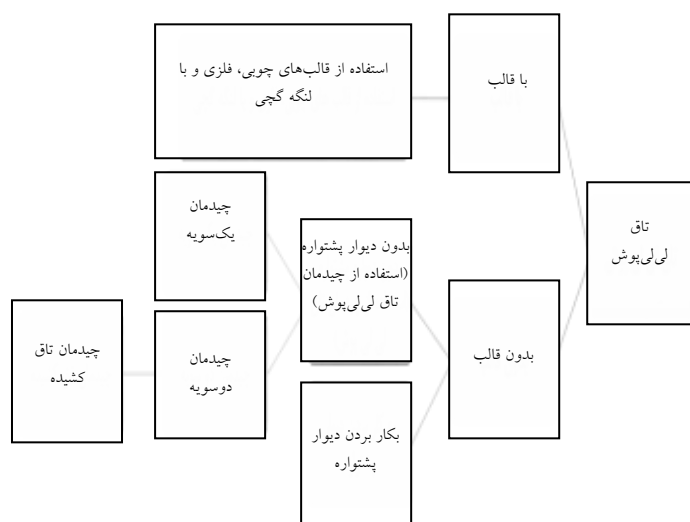 استفاده از قالب‌های چوبی، فلزی و با
لنگه گچی
با قالب
تاق
لی‌لی‌پوش
چیدمان
یک‌سویه
بدون دیوار پشتواره
(استفاده از چیدمان
تاق لی‌لی‌پوش)
بدون قالب
چیدمان
دوسویه
چیدمان تاق
کشیده
بکار بردن دیوار
پشتواره